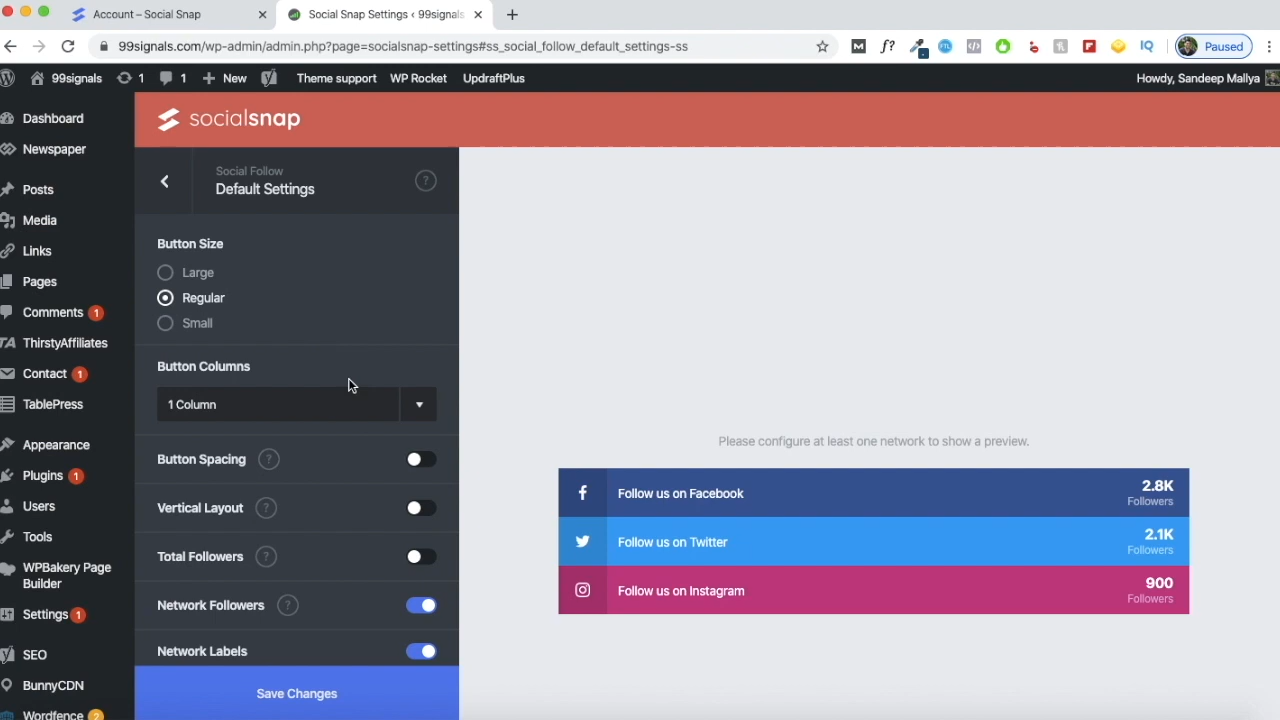 Account – Social Snap
Social Snap Settings ‹ 99signals
99signals.com/wp-admin/admin.php?page=socialsnap-settings#ss_social_follow_default_settings-ss
M
f?
FTL
</>
h
IQ
Paused
99signals
1
1
New
Theme support
WP Rocket
UpdraftPlus
Howdy, Sandeep Mallya
Dashboard
Newspaper
Posts
Media
Links
Pages
Comments 1
TA ThirstyAffiliates
Contact 1
TablePress
Appearance
Plugins 1
Users
Tools
WPBakery Page
Builder
Settings 1
SEO
BunnyCDN
Wordfence 2
socialsnap
Social Follow
Default Settings
?
Button Size
Large
Regular
Small
Button Columns
1 Column
Button Spacing ?
Vertical Layout ?
Total Followers ?
Network Followers ?
Network Labels
Save Changes
Please configure at least one network to show a preview.
Follow us on Facebook
2.8K
Followers
Follow us on Twitter
2.1K
Followers
Follow us on Instagram
900
Followers